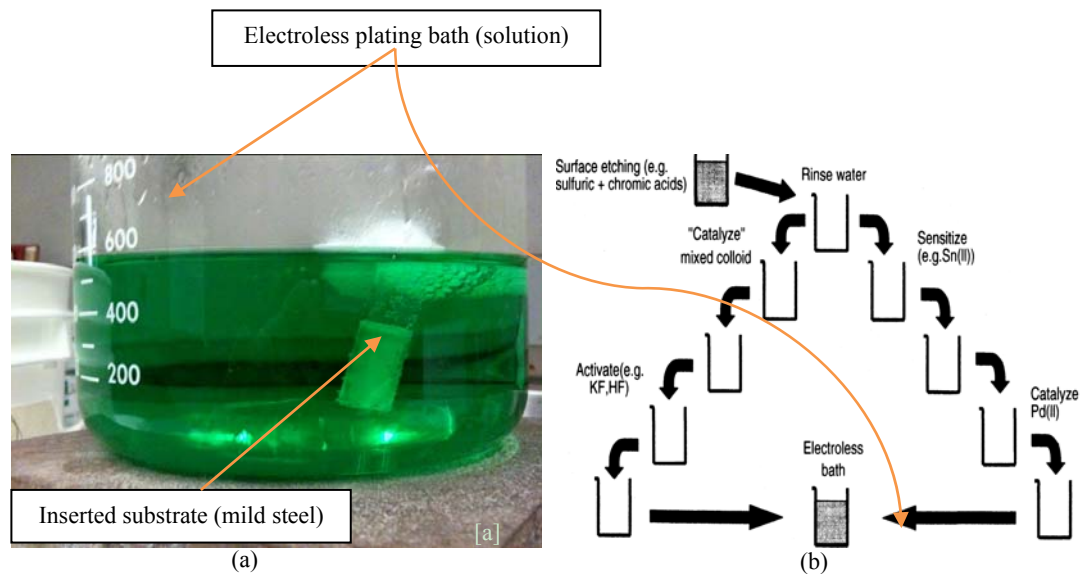 Electroless plating bath (solution)
800
600
400
200
Inserted substrate (mild steel)
[a]
(a)
Surface etching (e.g.
sulfuric + chromic acids)
Rinse water
"Catalyze"
mixed colloid
Sensitize
(e.g.Sn(II))
Activate(e.g.
KF,HF)
Catalyze
Pd(II)
Electroless
bath
(b)